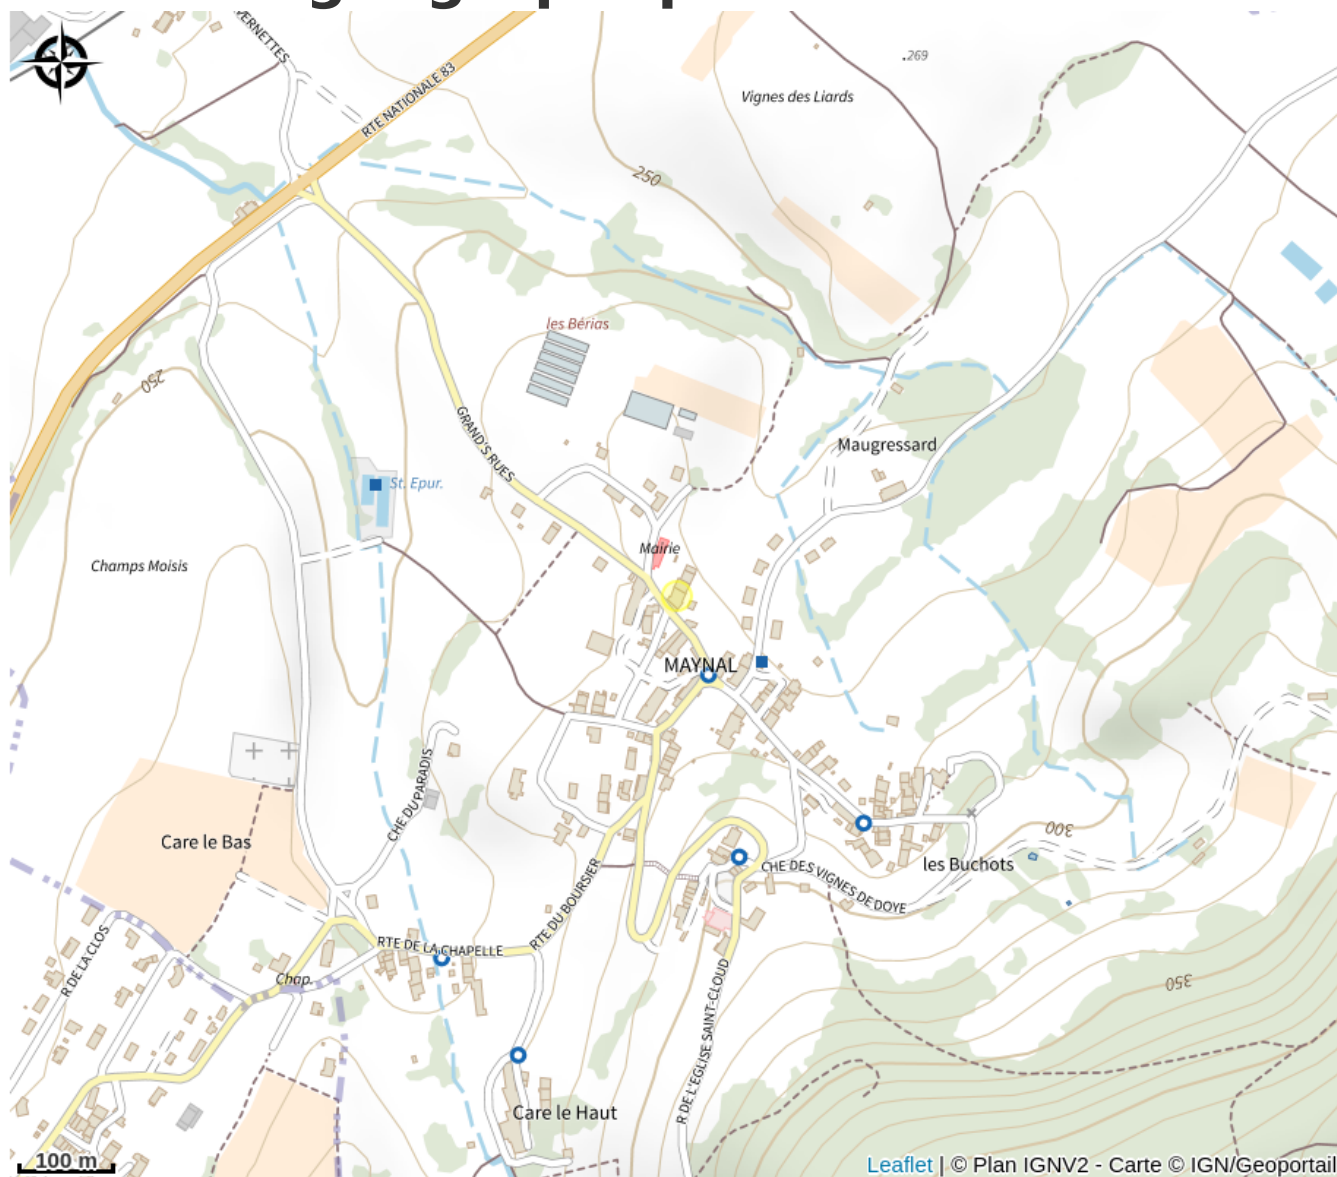 VERNETTES
RTE NATIONALE 83
.269
Vignes des Liards
250
les Bérias
250
GRAND'S RUES
Maugressard
St. Epur.
Mairie
Champs Moisis
MAYNAL
CHE DU PARADIS
Care le Bas
300
les Buchots
CHE DES VIGNES DE DOYE
RTE DU BOURSIER
R DE LA CLOS
RTE DE LA CHAPELLE
Chap.
350
R DE L'EGLISE SAINT-CLOUD
Care le Haut
100 m
Leaflet | © Plan IGNV2 - Carte © IGN/Geoportail